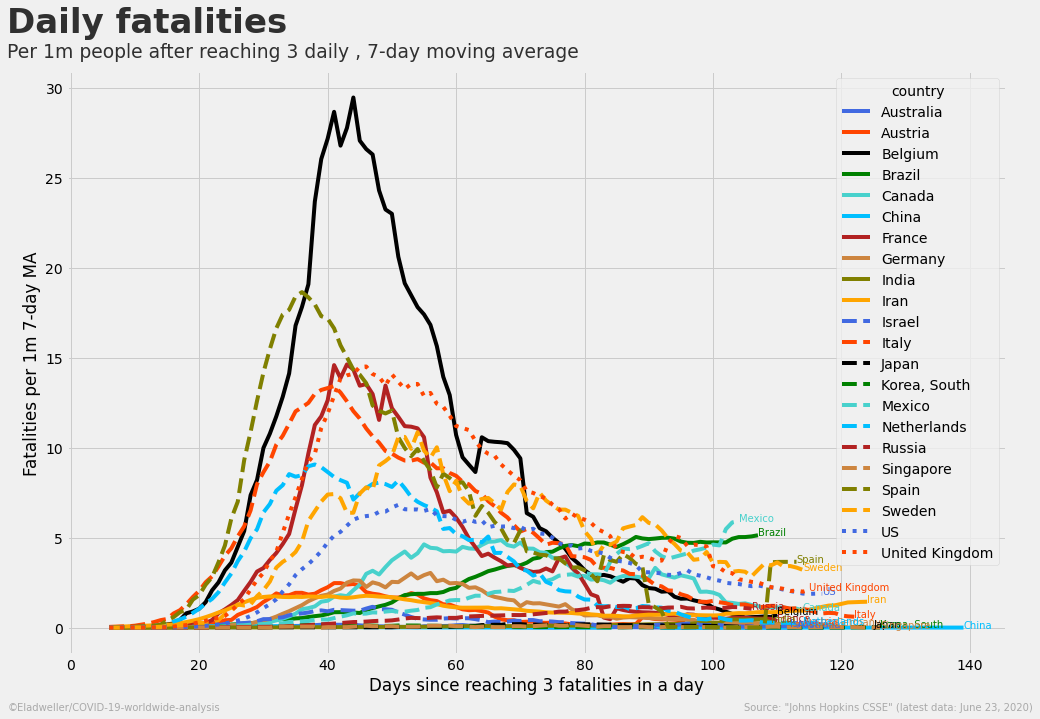 Daily fatalities
Per 1m people after reaching 3 daily , 7-day moving average
Fatalities per 1m 7-day MA
30
25
20
15
10
5
0
country
Australia
Austria
Belgium
Brazil
Canada
China
France
Germany
India
Iran
Israel
Italy
Japan
Korea, South
Mexico
Netherlands
Russia
Singapore
Spain
Sweden
US
United Kingdom
Mexico
Brazil
Spain
Sweden
United Kingdom
US
Iran
Russia
Belgium
Italy
France
Japan
South
China
0
20
40
60
80
100
120
140
Days since reaching 3 fatalities in a day
©Eladweller/COVID-19-worldwide-analysis
Source: "Johns Hopkins CSSE" (latest data: June 23, 2020)